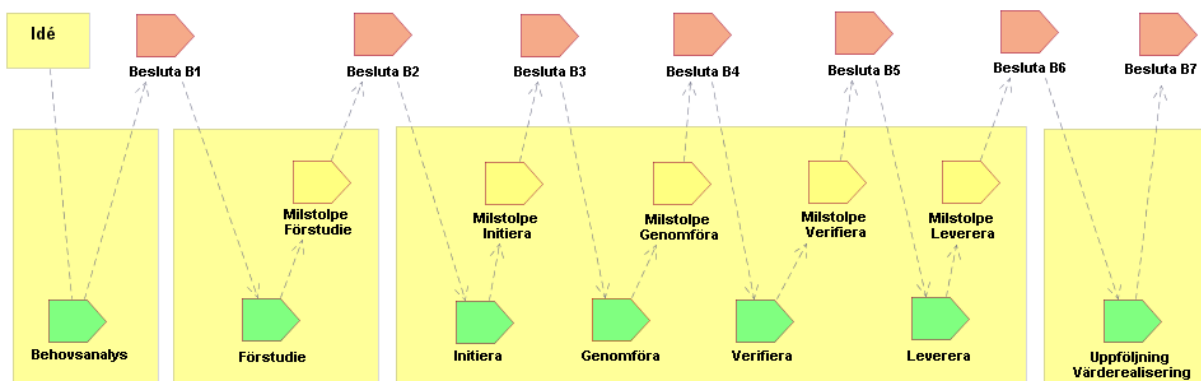 Idé
Besluta B1
Besluta B2
Besluta B3
Besluta B4
Besluta B5
Besluta B6
Besluta B7
Milstolpe
Förstudie
Milstolpe
Initiera
Milstolpe
Genomföra
Milstolpe
Verifiera
Milstolpe
Leverera
Behovsanalys
Förstudie
Initiera
Genomföra
Verifiera
Leverera
Uppföljning
Värderealisering